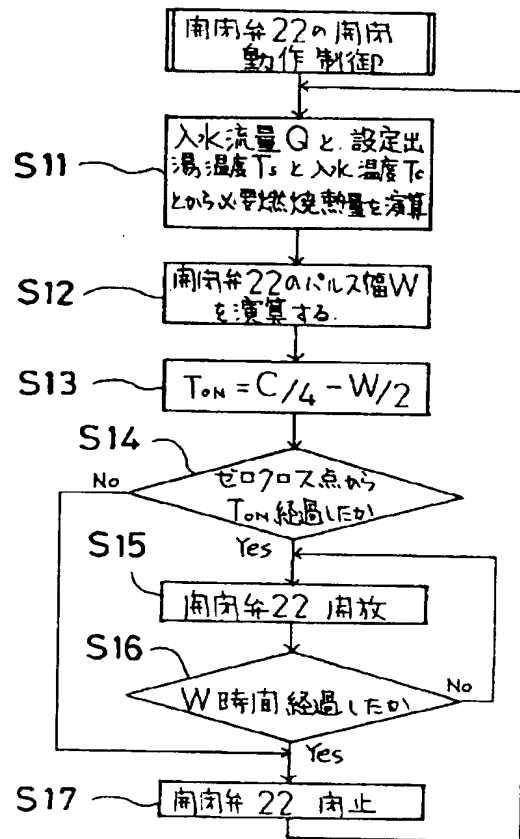 開閉弁22の開閉
動作制御
S11
入水流量Qと、設定出
湯温度Tsと入水温度Tc
とから必要燃焼熱量を演算
S12
開閉弁22のパルス幅W
を演算する.
S13
TON = C/4 - W/2
S14
ゼロクロス点から
TON経過したか
No
Yes
S15
開閉弁22 開放
S16
W時間経過したか
No
Yes
S17
開閉弁22 閉止